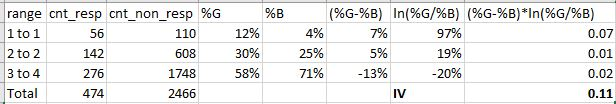 range cnt_resp cnt_non_resp %G %B (%G-%B) ln(%G/%B) (%G-%B)*ln(%G/%B)
1 to 1 56 110 12% 4% 7% 97% 0.07
2 to 2 142 608 30% 25% 5% 19% 0.01
3 to 4 276 1748 58% 71% -13% -20% 0.02
Total 474 2466 IV 0.11